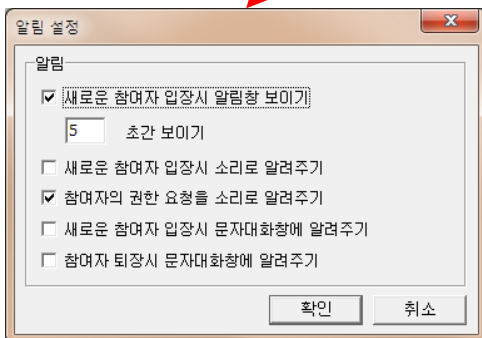 알림 설정
알림
새로운 참여자 입장시 알림창 보이기
5 초간 보이기
새로운 참여자 입장시 소리로 알려주기
참여자의 권한 요청을 소리로 알려주기
새로운 참여자 입장시 문자대화창에 알려주기
참여자 퇴장시 문자대화창에 알려주기
확인 취소